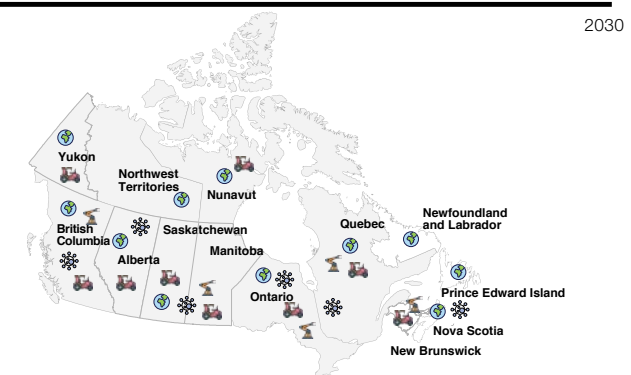 2030
Yukon
Northwest
Territories
Nunavut
British
Columbia
Saskatchewan
Alberta
Manitoba
Ontario
Quebec
Newfoundland
and Labrador
Prince Edward Island
Nova Scotia
New Brunswick